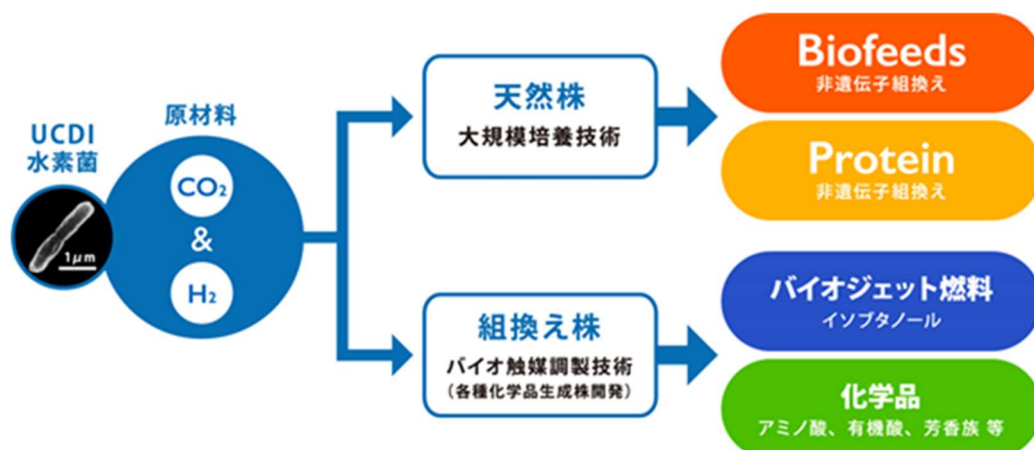 UCDI
水素菌
1μm
原材料
CO₂
&
H₂
天然株
大規模培養技術
Biofeeds
非遺伝子組換え
Protein
非遺伝子組換え
組換え株
バイオ触媒調製技術
（各種化学品生成株開発）
バイオジェット燃料
イソブタノール
化学品
アミノ酸、有機酸、芳香族 等